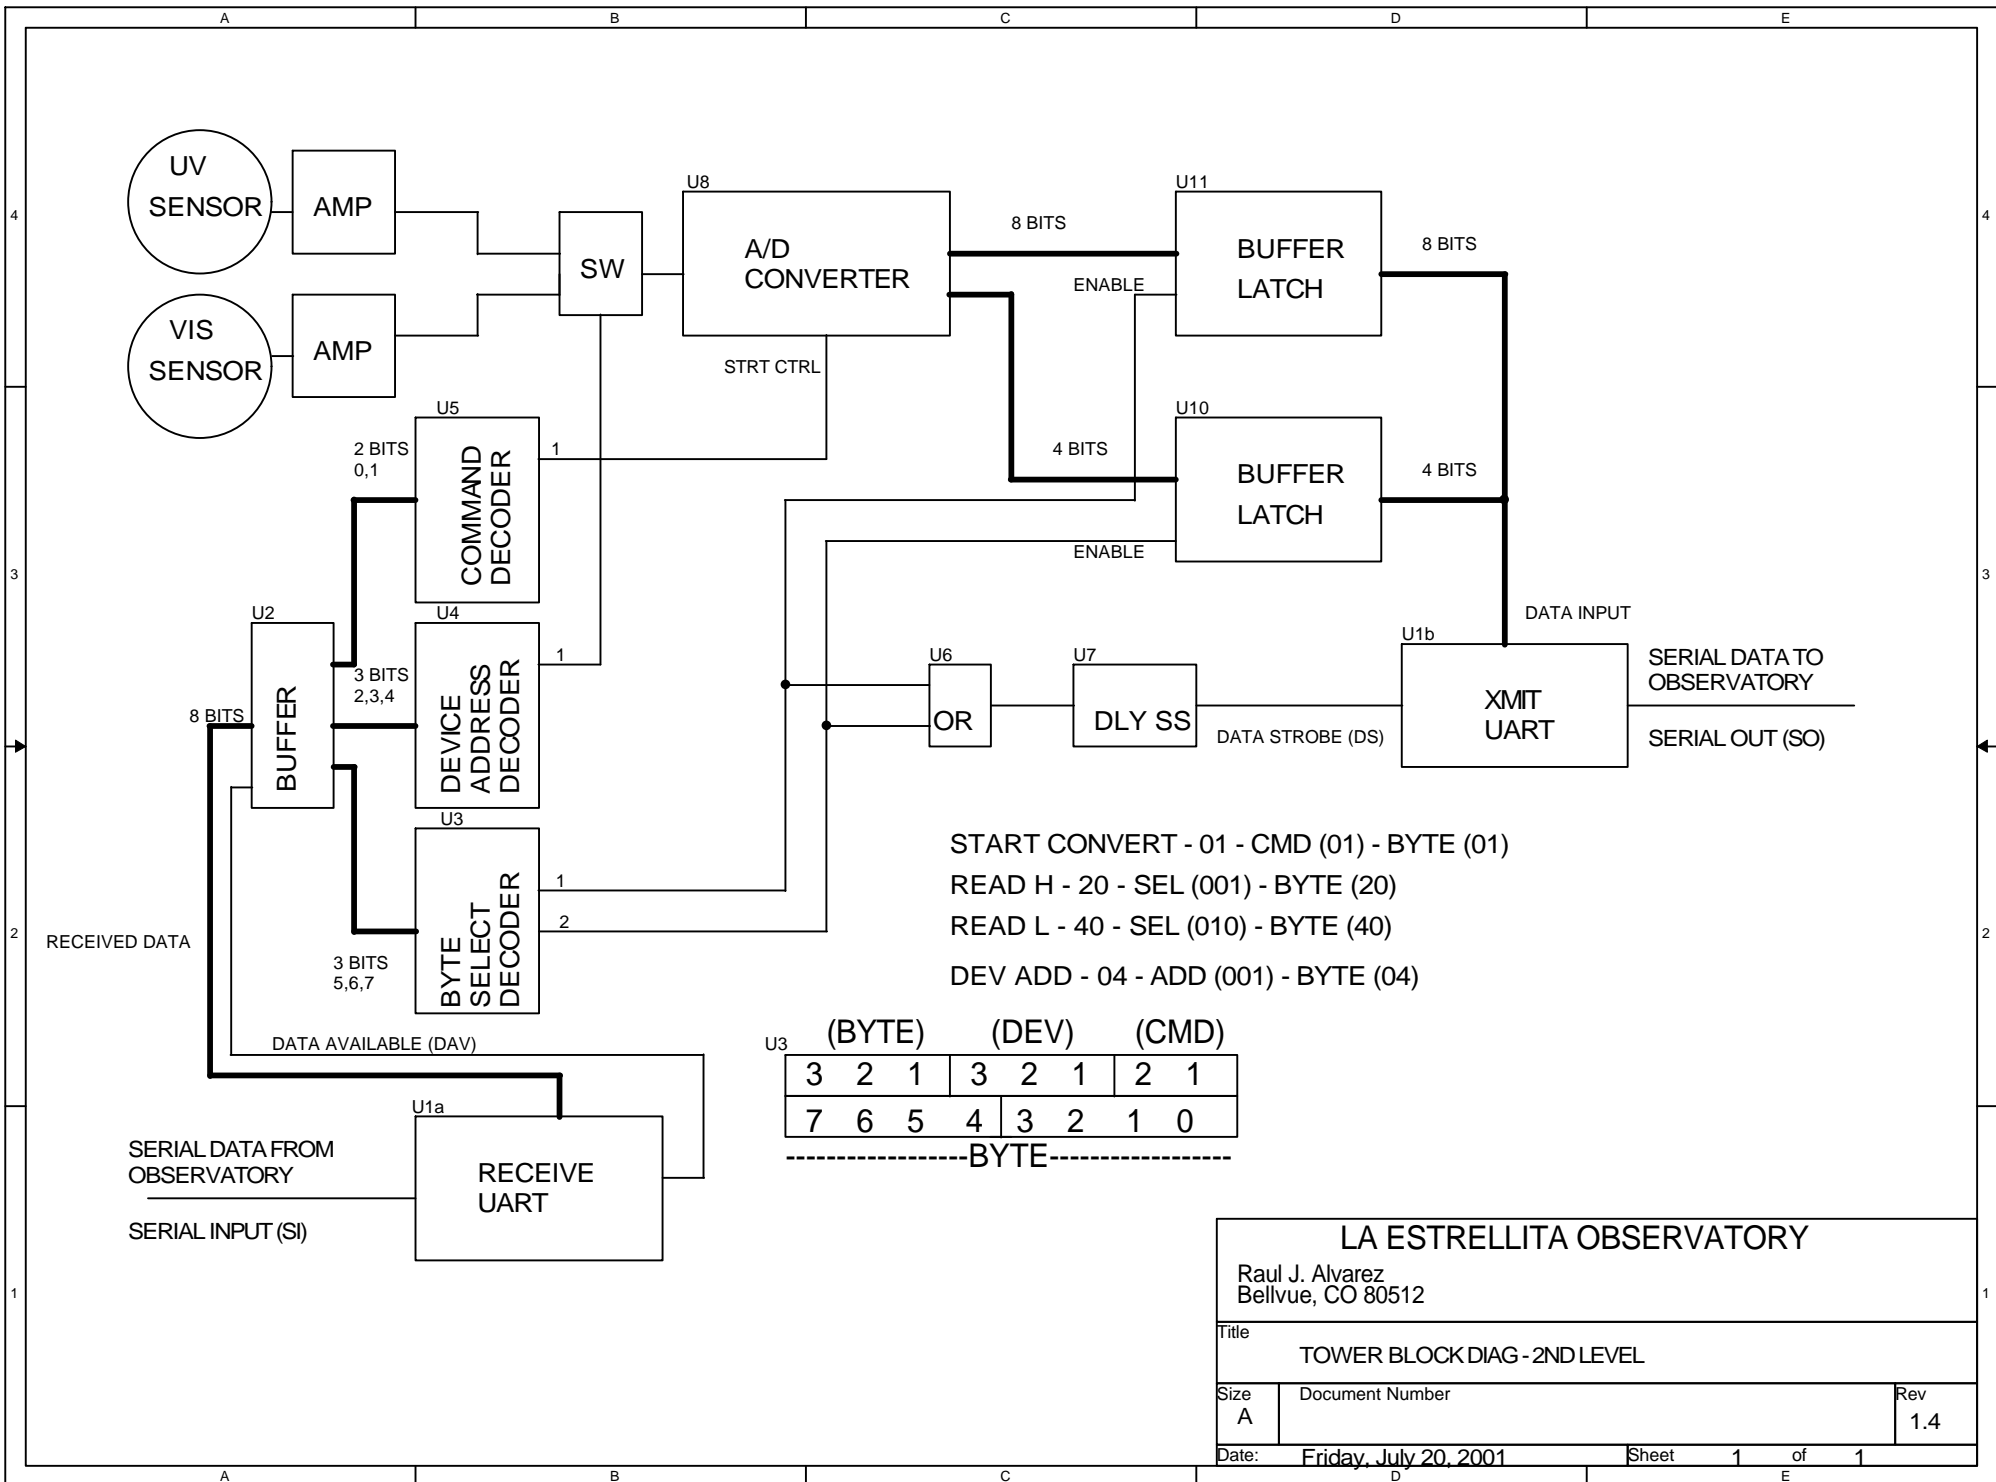 A B C D E
4
4
3
3
2
2
1
1
UV
SENSOR
AMP
VIS
SENSOR
AMP
SW
U8
A/D
CONVERTER
STRT CTRL
8 BITS
ENABLE
U11
BUFFER
LATCH
8 BITS
U10
4 BITS
BUFFER
LATCH
4 BITS
ENABLE
U5
2 BITS
0,1
COMMAND
DECODER
1
U2
BUFFER
8 BITS
U4
3 BITS
2,3,4
DEVICE
ADDRESS
DECODER
1
U3
BYTE
SELECT
DECODER
1
2
3 BITS
5,6,7
RECEIVED DATA
U6
OR
U7
DLY SS
DATA STROBE (DS)
DATA INPUT
U1b
XMIT
UART
SERIAL DATA TO
OBSERVATORY
SERIAL OUT (SO)
START CONVERT - 01 - CMD (01) - BYTE (01)
READ H - 20 - SEL (001) - BYTE (20)
READ L - 40 - SEL (010) - BYTE (40)
DEV ADD - 04 - ADD (001) - BYTE (04)
DATA AVAILABLE (DAV)
U1a
RECEIVE
UART
SERIAL DATA FROM
OBSERVATORY
SERIAL INPUT (SI)
U3
(BYTE) (DEV) (CMD)
3 2 1 3 2 1 2 1
7 6 5 4 3 2 1 0
------------------BYTE------------------
LA ESTRELLITA OBSERVATORY
Raul J. Alvarez
Bellvue, CO 80512
Title
TOWER BLOCK DIAG - 2ND LEVEL
Size
A
Document Number
Rev
1.4
Date: Friday, July 20, 2001 Sheet 1 of 1
A B C D E